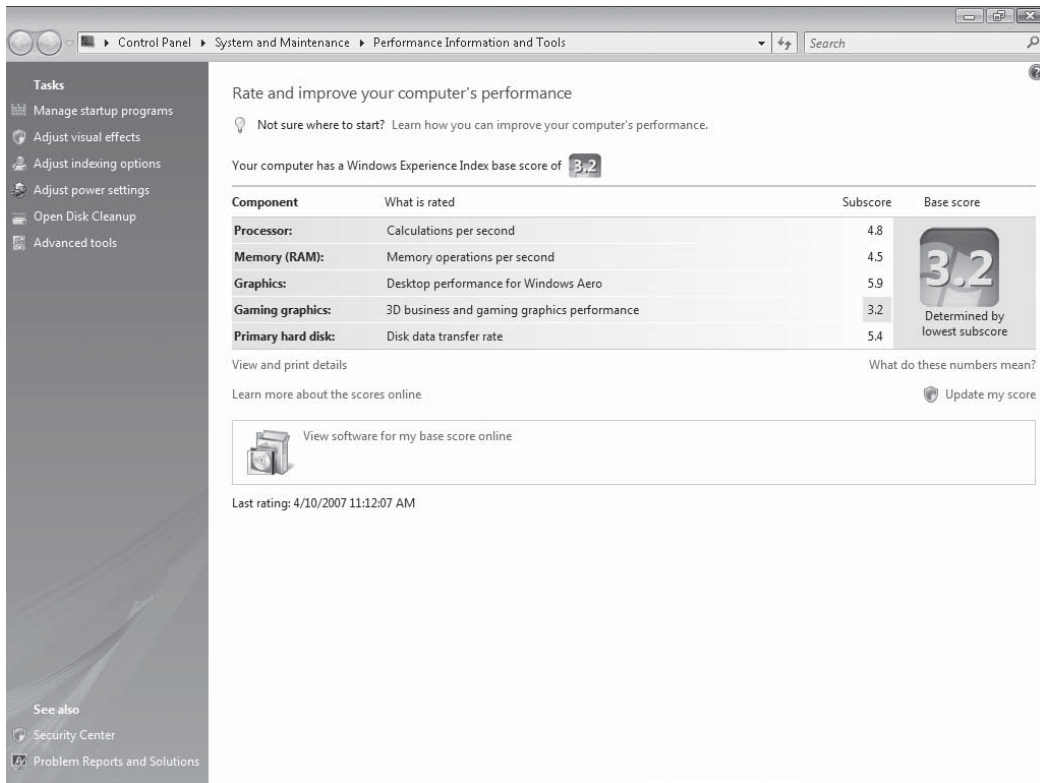 Control Panel ▸ System and Maintenance ▸ Performance Information and Tools
Search
Tasks
Manage startup programs
Adjust visual effects
Adjust indexing options
Adjust power settings
Open Disk Cleanup
Advanced tools
See also
Security Center
Problem Reports and Solutions
Rate and improve your computer's performance
Not sure where to start? Learn how you can improve your computer's performance.
Your computer has a Windows Experience Index base score of 3.2
Component What is rated Subscore Base score
Processor: Calculations per second 4.8
Memory (RAM): Memory operations per second 4.5
Graphics: Desktop performance for Windows Aero 5.9
Gaming graphics: 3D business and gaming graphics performance 3.2
Primary hard disk: Disk data transfer rate 5.4
3.2
Determined by
lowest subscore
View and print details What do these numbers mean?
Learn more about the scores online Update my score
View software for my base score online
Last rating: 4/10/2007 11:12:07 AM